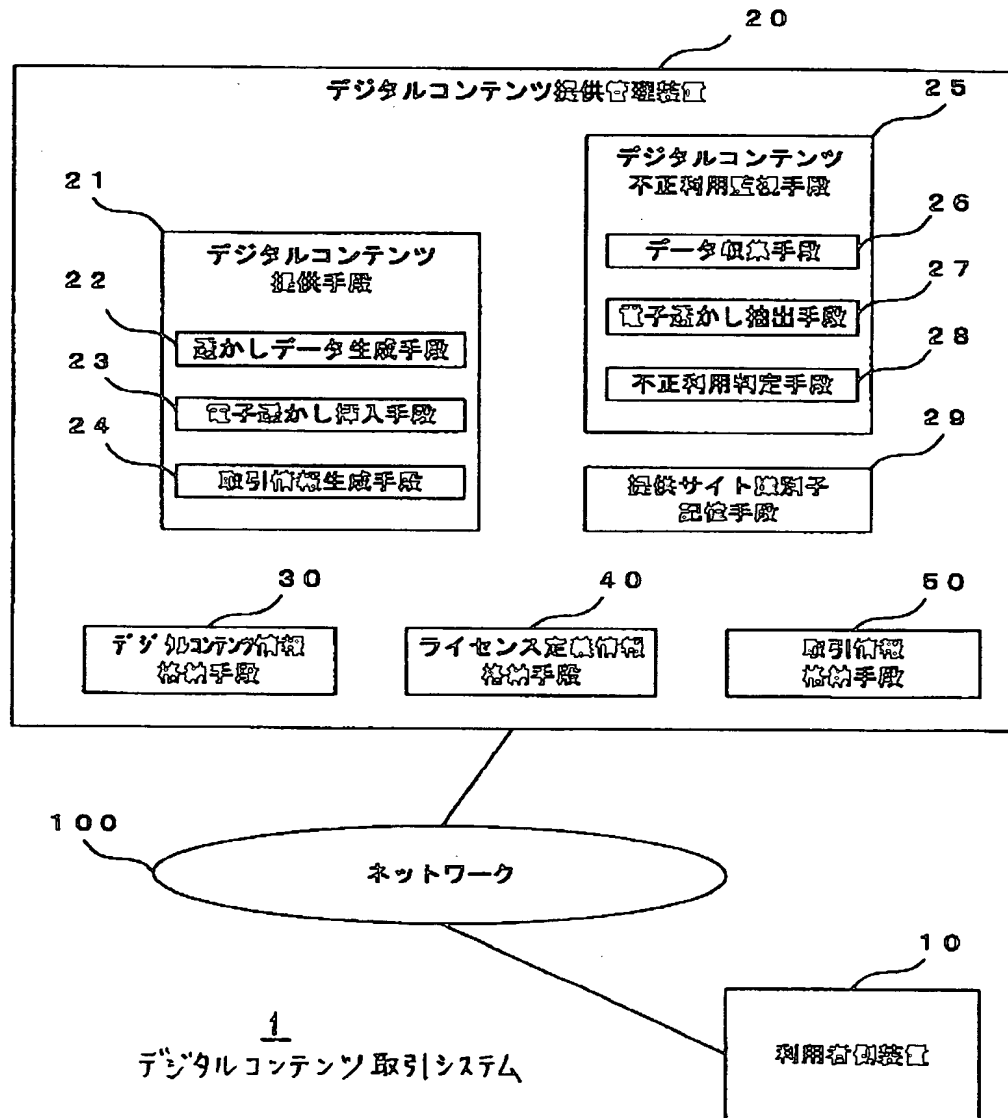 20
デジタルコンテンツ提供管理装置
25
デジタルコンテンツ
不正利用監視手段
21
26
デジタルコンテンツ
提供手段
データ収集手段
22
27
電子透かし抽出手段
透かしデータ生成手段
28
23
不正利用判定手段
電子透かし挿入手段
24
29
取引情報生成手段
提供サイト識別子
記憶手段
30
40
50
デジタルコンテンツ情報
格納手段
ライセンス定義情報
格納手段
取引情報
格納手段
100
ネットワーク
10
1
デジタルコンテンツ取引システム
利用者側装置